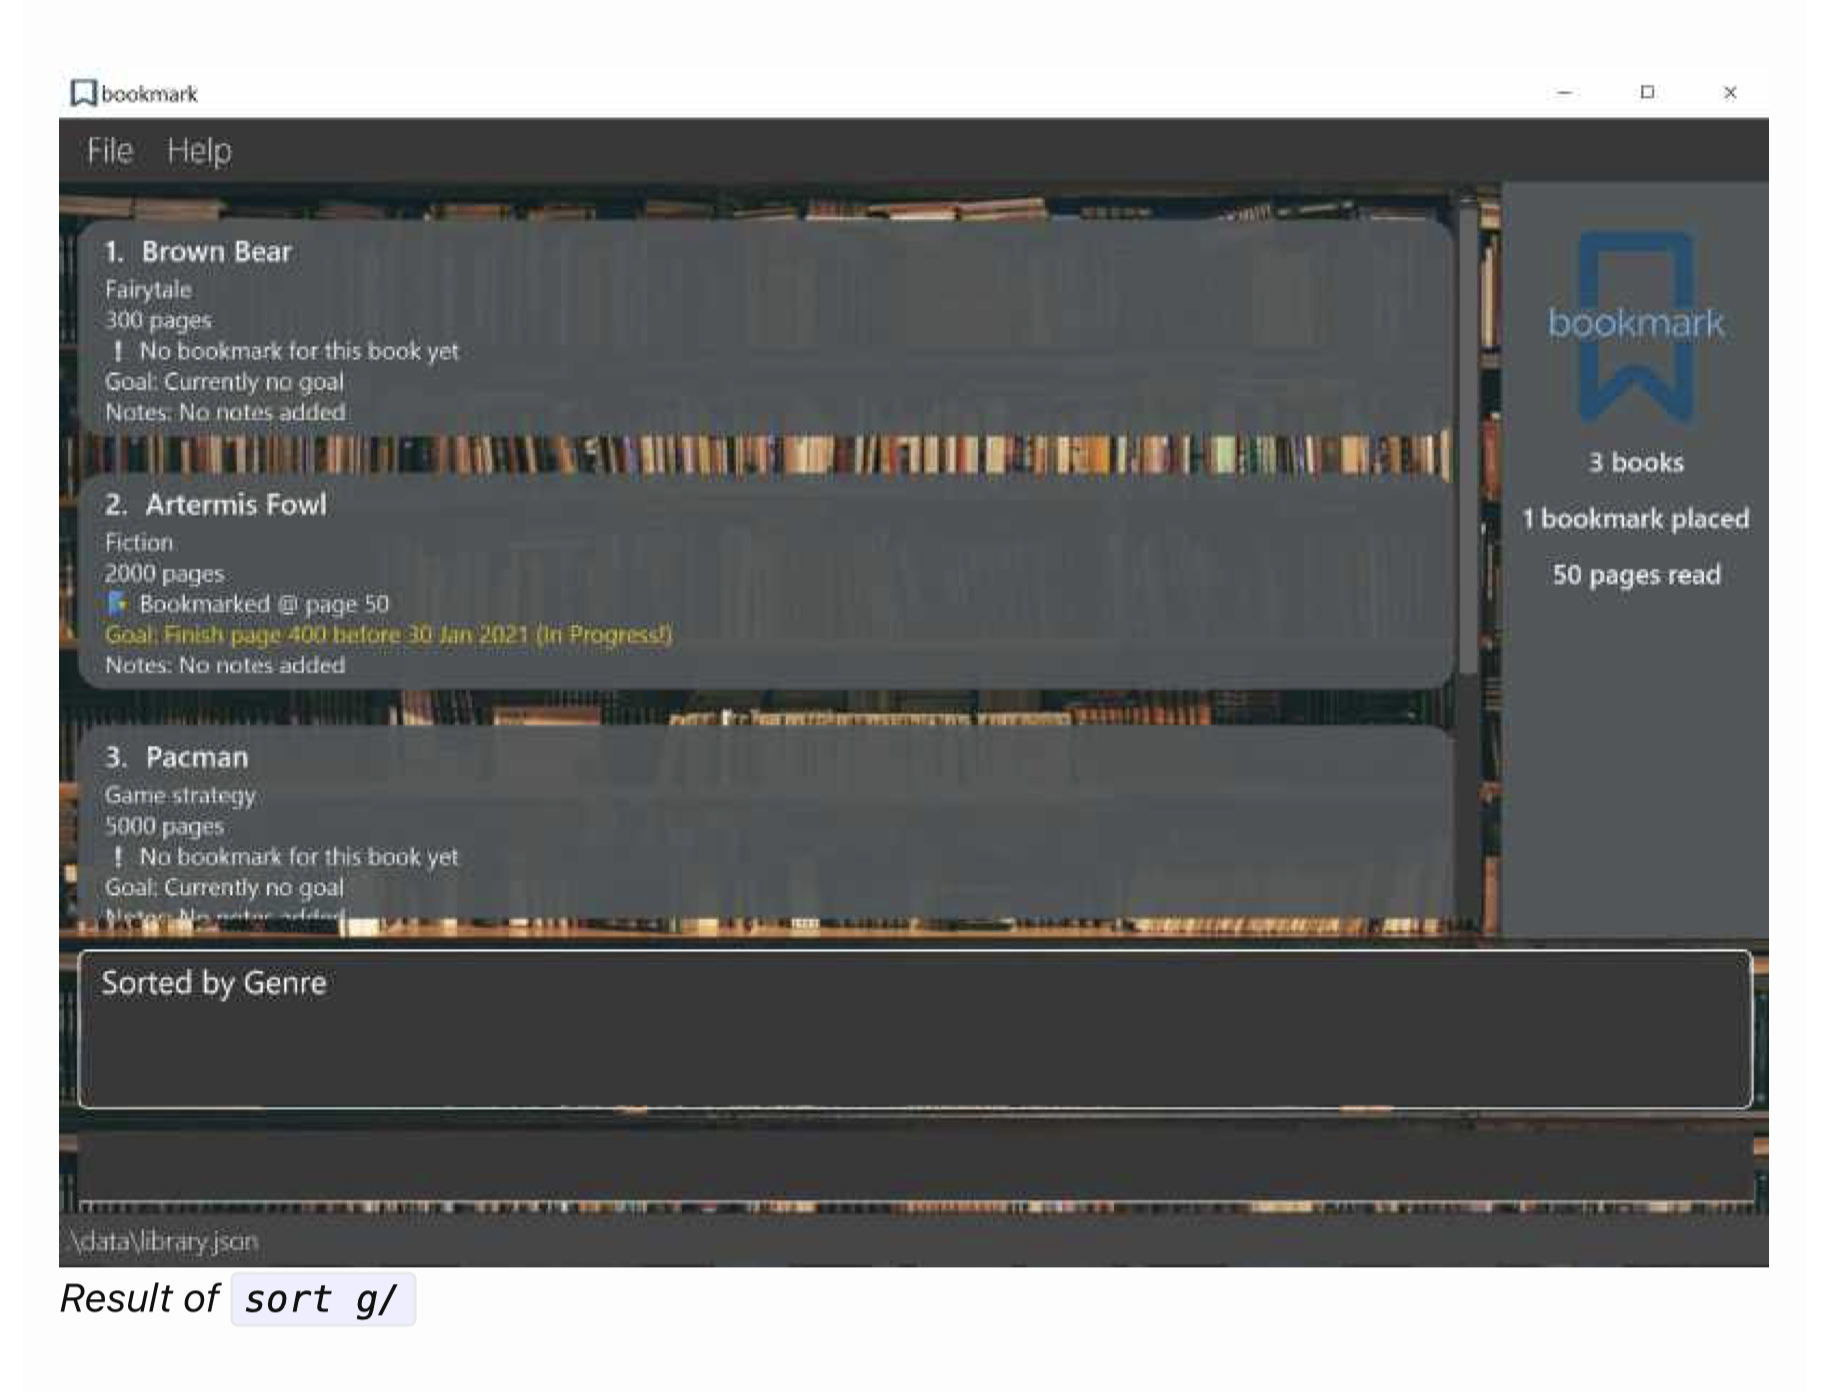 bookmark
File Help
1. Brown Bear
Fairytale
300 pages
! No bookmark for this book yet
Goal: Currently no goal
Notes: No notes added
2. Artermis Fowl
Fiction
2000 pages
Bookmarked @ page 50
Goal: Finish page 400 before 30 Jan 2021 (In Progress!)
Notes: No notes added
3. Pacman
Game strategy
5000 pages
! No bookmark for this book yet
Goal: Currently no goal
Notes: No notes added
bookmark
3 books
1 bookmark placed
50 pages read
Sorted by Genre
.\data\library.json
Result of sort g/